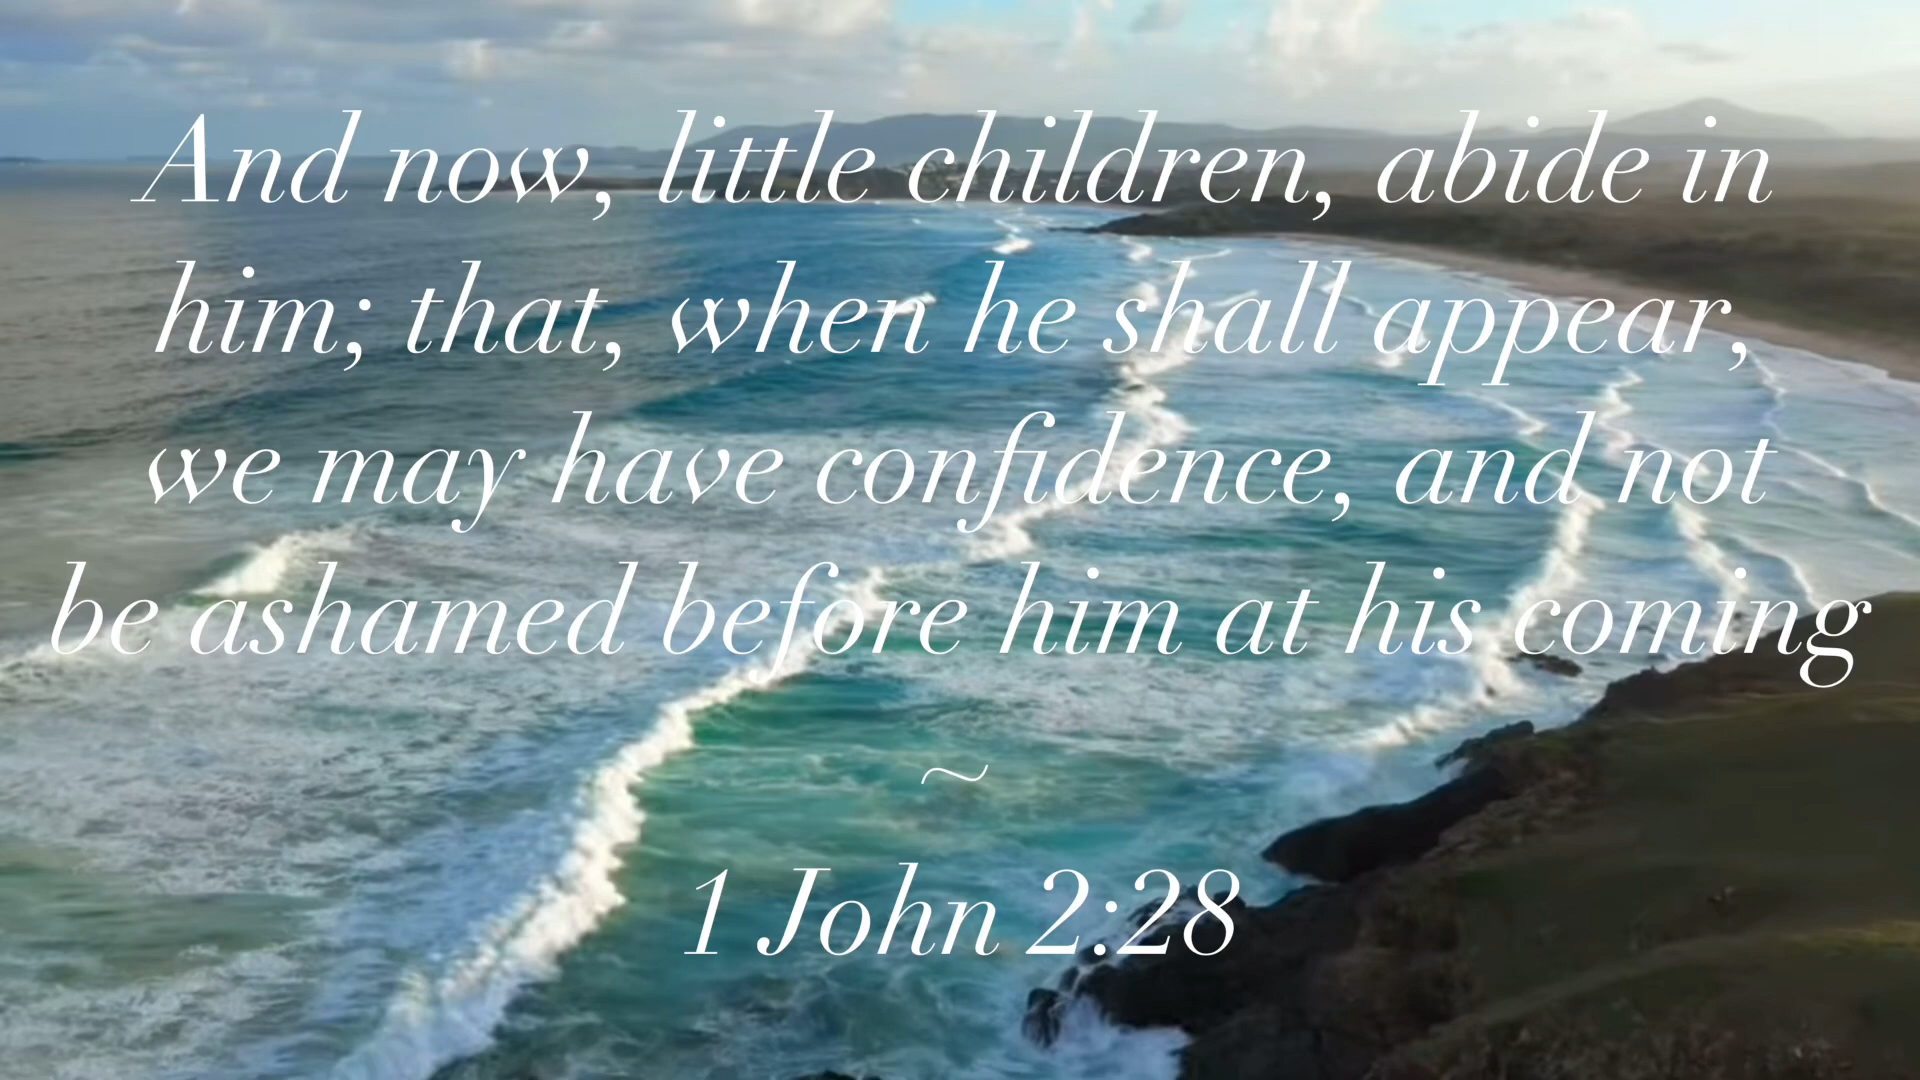 And now, little children, abide in
him; that, when he shall appear,
we may have confidence, and not
be ashamed before him at his coming
~
1 John 2:28